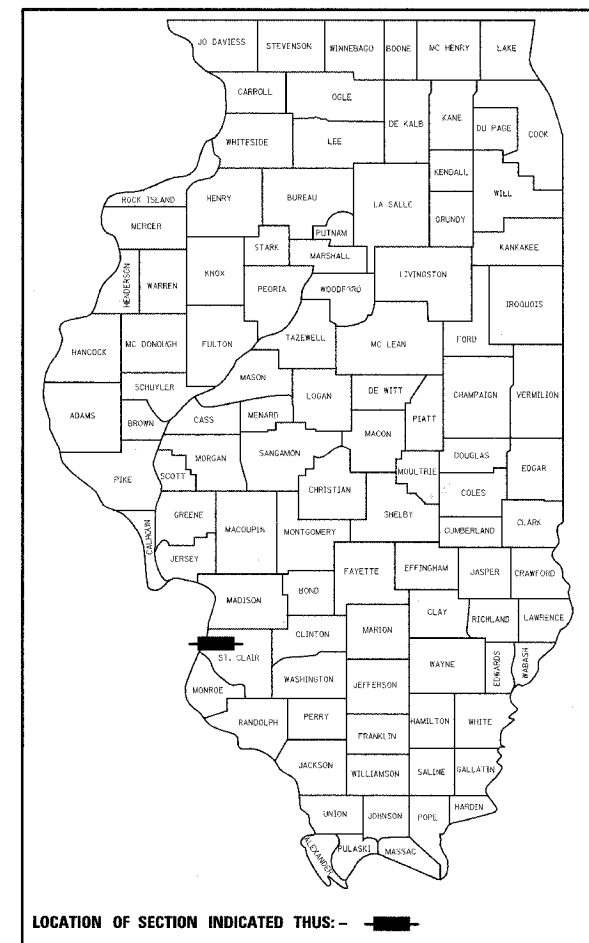 JO DAVIESS STEVENSON WINNEBAGO BOONE MC HENRY LAKE
CARROLL OGLE DE KALB KANE DU PAGE COOK
WHITESIDE LEE KENDALL WILL
ROCK ISLAND HENRY BUREAU LA SALLE GRUNDY
MERCER PUTNAM KANKAKEE
STARK MARSHALL LIVINGSTON
HENDERSON WARREN KNOX PEORIA WOODFORD IROQUOIS
HANCOCK MC DONOUGH FULTON TAZEWELL MC LEAN FORD
MASON
SCHUYLER LOGAN DE WITT CHAMPAIGN VERMILION
ADAMS BROWN CASS MENARD PIATT
MACON
MORGAN SANGAMON DOUGLAS
PIKE SCOTT MOULTRIE EDGAR
CHRISTIAN COLES
GREENE MACOUPIN SHELBY
CALHOUN MONTGOMERY CUMBERLAND CLARK
JERSEY
FAYETTE EFFINGHAM JASPER CRAWFORD
MADISON BOND
CLAY RICHLAND LAWRENCE
CLINTON MARION
ST. CLAIR WAYNE EDWARDS WABASH
WASHINGTON JEFFERSON
MONROE
RANDOLPH PERRY HAMILTON WHITE
FRANKLIN
JACKSON WILLIAMSON SALINE GALLATIN
UNION JOHNSON POPE HARDIN
ALEXANDER PULASKI MASSAC
LOCATION OF SECTION INDICATED THUS: -